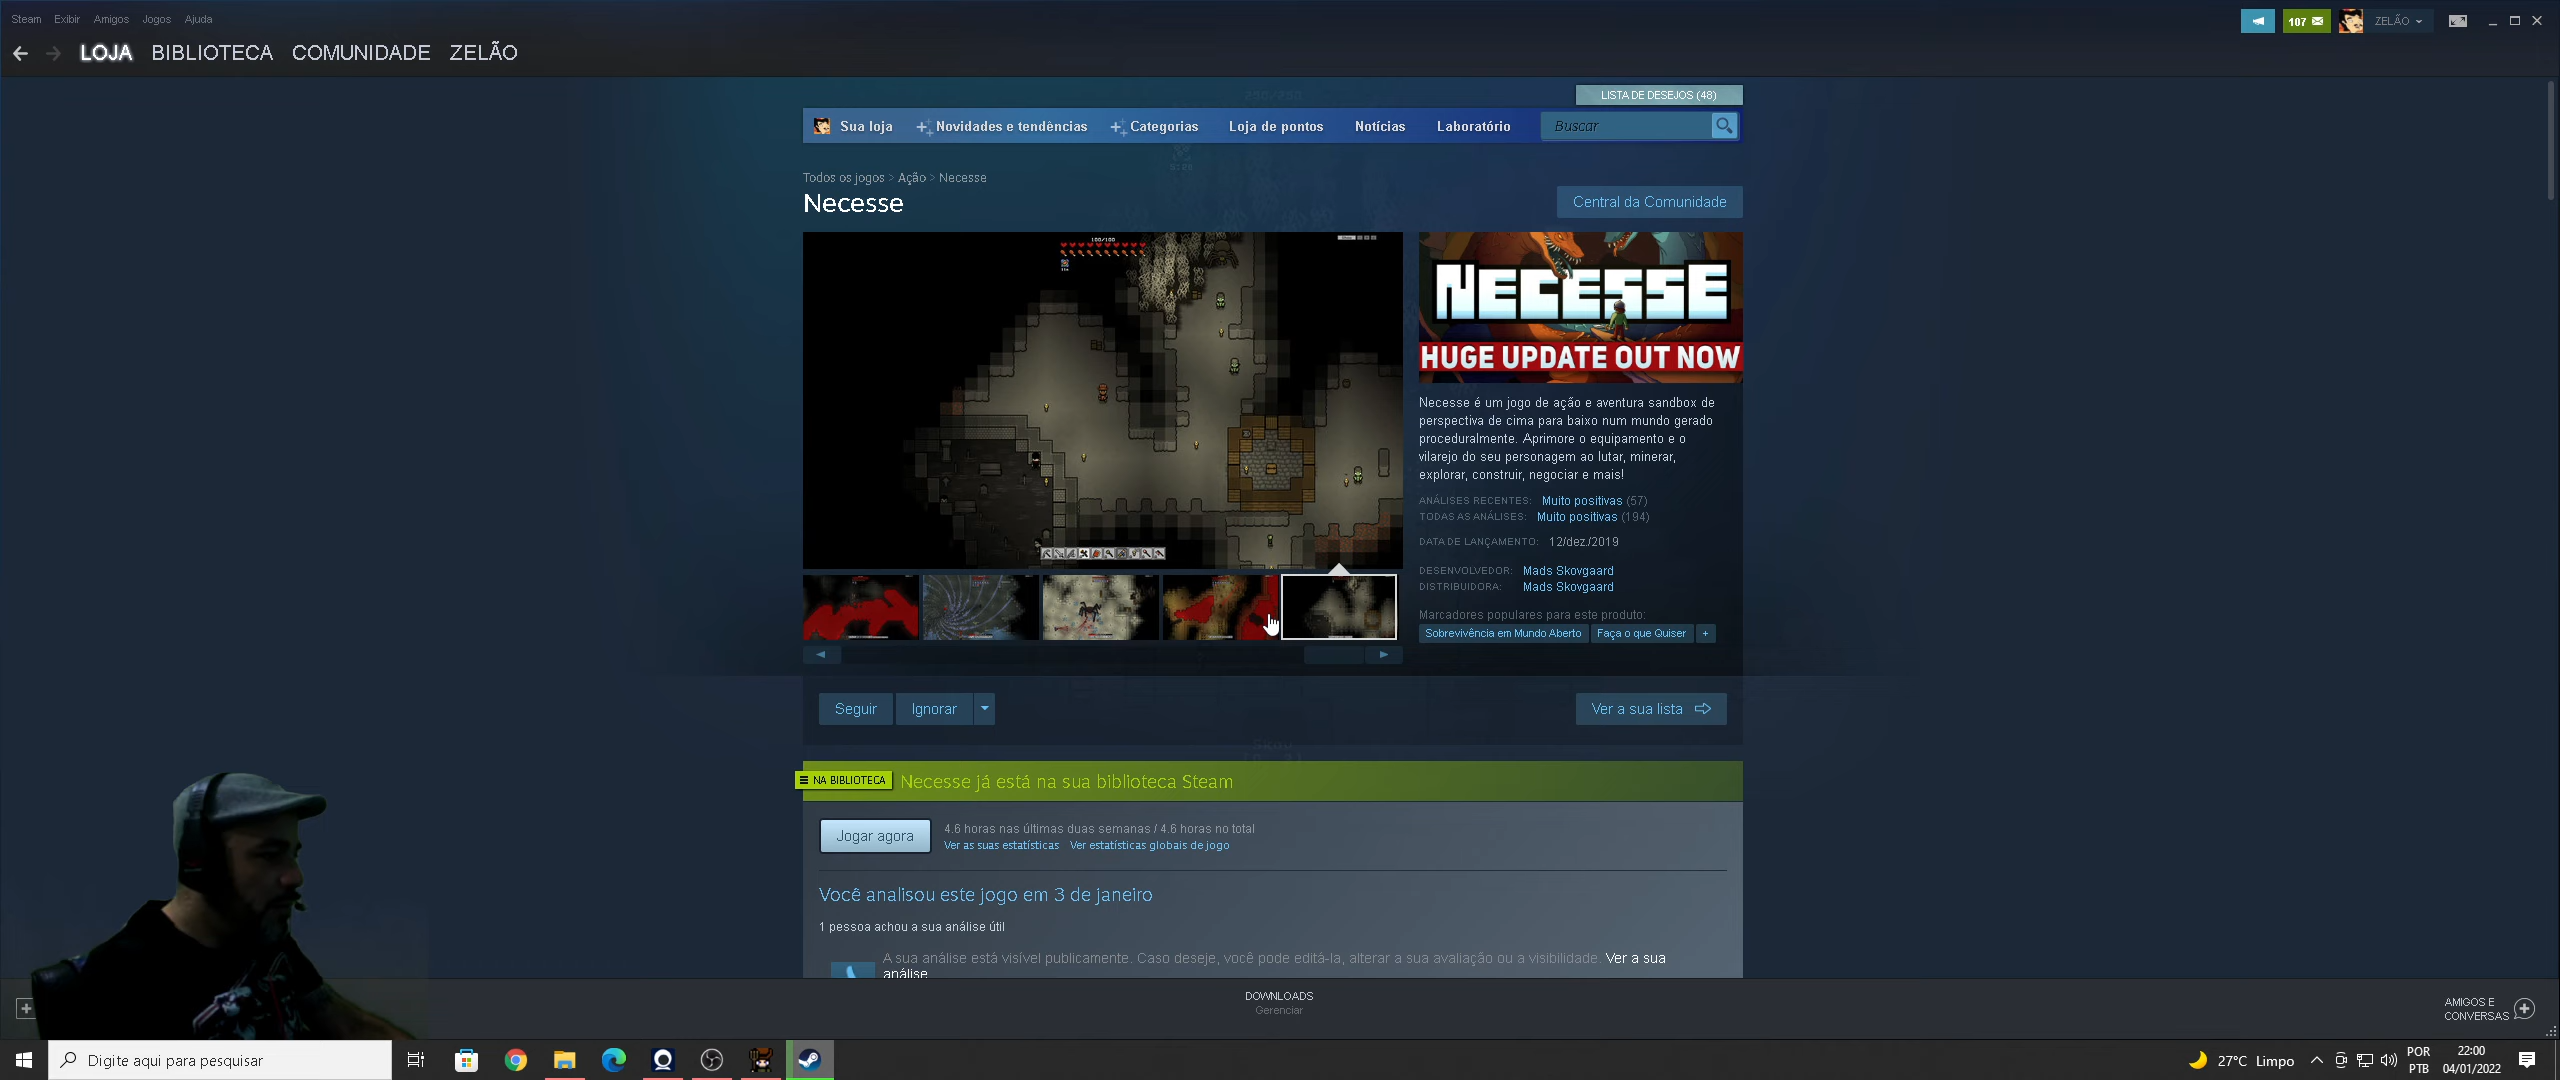 Steam Exibir Amigos Jogos Ajuda
107 ZELÃO
LOJA BIBLIOTECA COMUNIDADE ZELÃO
LISTA DE DESEJOS (48)
Sua loja Novidades e tendências Categorias Loja de pontos Notícias Laboratório Buscar
Todos os jogos > Ação > Necesse
Necesse
Central da Comunidade
100/100
NECESSE
HUGE UPDATE OUT NOW
Necesse é um jogo de ação e aventura sandbox de
perspectiva de cima para baixo num mundo gerado
proceduralmente. Aprimore o equipamento e o
vilarejo do seu personagem ao lutar, minerar,
explorar, construir, negociar e mais!
ANÁLISES RECENTES: Muito positivas (57)
TODAS AS ANÁLISES: Muito positivas (194)
DATA DE LANÇAMENTO: 12/dez./2019
DESENVOLVEDOR: Mads Skovgaard
DISTRIBUIDORA: Mads Skovgaard
Marcadores populares para este produto:
Sobrevivência em Mundo Aberto Faça o que Quiser +
Seguir Ignorar Ver a sua lista
NA BIBLIOTECA Necesse já está na sua biblioteca Steam
Jogar agora
4.6 horas nas últimas duas semanas / 4.6 horas no total
Ver as suas estatísticas Ver estatísticas globais de jogo
Você analisou este jogo em 3 de janeiro
1 pessoa achou a sua análise útil
A sua análise está visível publicamente. Caso deseje, você pode editá-la, alterar a sua avaliação ou a visibilidade. Ver a sua
análise
DOWNLOADS
Gerenciar
AMIGOS E
CONVERSAS
Digite aqui para pesquisar
27°C Limpo
POR
PTB
22:00
04/01/2022